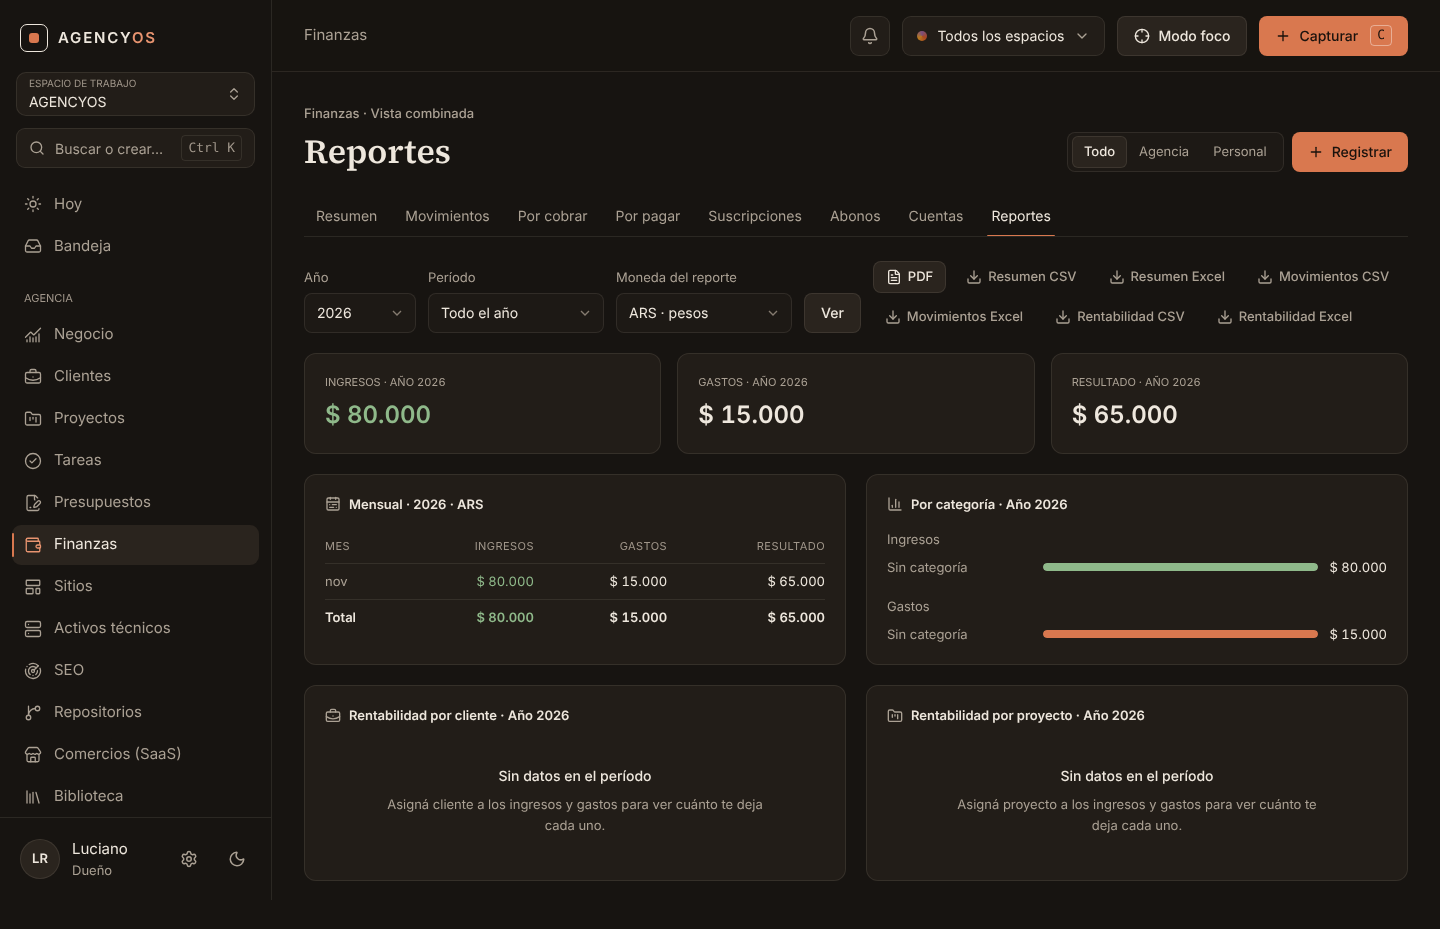 AGENCYOS
ESPACIO DE TRABAJO
AGENCYOS
Buscar o crear... Ctrl K
Hoy
Bandeja
AGENCIA
Negocio
Clientes
Proyectos
Tareas
Presupuestos
Finanzas
Sitios
Activos técnicos
SEO
Repositorios
Comercios (SaaS)
Biblioteca
LR
Luciano
Dueño
Finanzas
Todos los espacios
Modo foco
Capturar C
Finanzas · Vista combinada
Reportes
Todo Agencia Personal
Registrar
Resumen Movimientos Por cobrar Por pagar Suscripciones Abonos Cuentas Reportes
Año Período Moneda del reporte
2026 Todo el año ARS · pesos Ver
PDF Resumen CSV Resumen Excel Movimientos CSV
Movimientos Excel Rentabilidad CSV Rentabilidad Excel
INGRESOS · AÑO 2026
$ 80.000
GASTOS · AÑO 2026
$ 15.000
RESULTADO · AÑO 2026
$ 65.000
Mensual · 2026 · ARS
MES INGRESOS GASTOS RESULTADO
nov $ 80.000 $ 15.000 $ 65.000
Total $ 80.000 $ 15.000 $ 65.000
Por categoría · Año 2026
Ingresos
Sin categoría $ 80.000
Gastos
Sin categoría $ 15.000
Rentabilidad por cliente · Año 2026
Sin datos en el período
Asigná cliente a los ingresos y gastos para ver cuánto te deja
cada uno.
Rentabilidad por proyecto · Año 2026
Sin datos en el período
Asigná proyecto a los ingresos y gastos para ver cuánto te
deja cada uno.